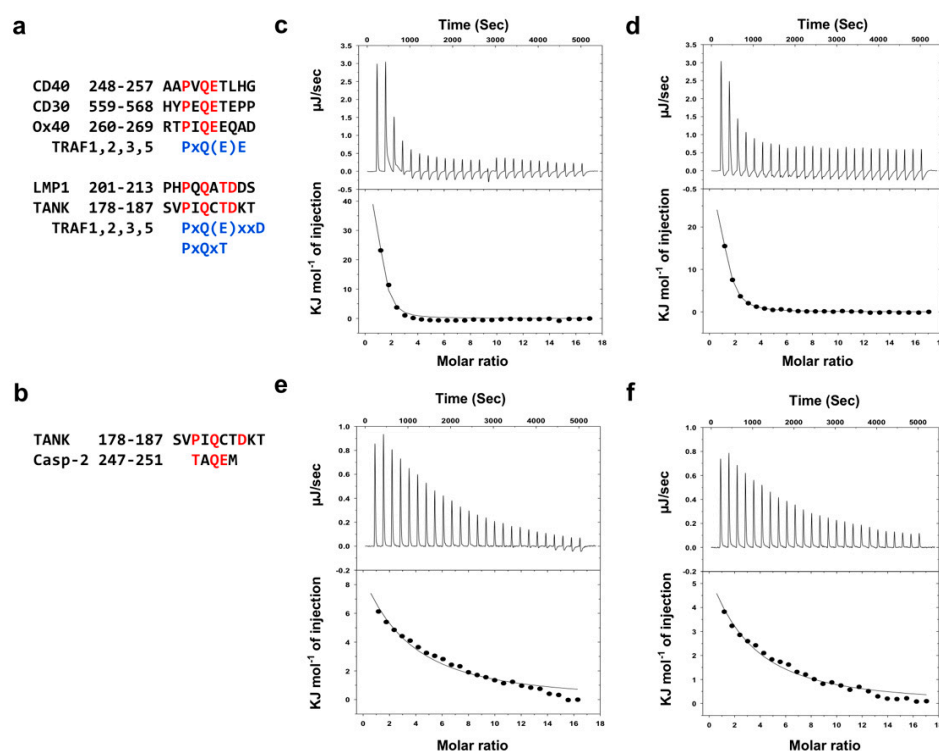 a
CD40 248-257 AAPVQETLHG
CD30 559-568 HYPEQETEPP
Ox40 260-269 RTPIQEEQAD
TRAF1,2,3,5 PxQ(E)E
LMP1 201-213 PHPQQATDDS
TANK 178-187 SVPIQCTDKT
TRAF1,2,3,5 PxQ(E)xxD
PxQxT
b
TANK 178-187 SVPIQCTDKT
Casp-2 247-251 TAQEM
c
Time (Sec)
0 1000 2000 3000 4000 5000
µJ/sec
3.5
3.0
2.5
2.0
1.5
1.0
0.5
0.0
-0.5
KJ mol-1 of injection
40
30
20
10
0
0 2 4 6 8 10 12 14 16 18
Molar ratio
d
Time (Sec)
0 1000 2000 3000 4000 5000
µJ/sec
3.5
3.0
2.5
2.0
1.5
1.0
0.5
0.0
-0.5
KJ mol-1 of injection
20
10
0
0 2 4 6 8 10 12 14 16 18
Molar ratio
e
Time (Sec)
0 1000 2000 3000 4000 5000
µJ/sec
1.0
0.8
0.6
0.4
0.2
0.0
-0.2
KJ mol-1 of injection
8
6
4
2
0
0 2 4 6 8 10 12 14 16 18
Molar ratio
f
Time (Sec)
0 1000 2000 3000 4000 5000
µJ/sec
1.0
0.8
0.6
0.4
0.2
0.0
-0.2
KJ mol-1 of injection
5
4
3
2
1
0
0 2 4 6 8 10 12 14 16 18
Molar ratio